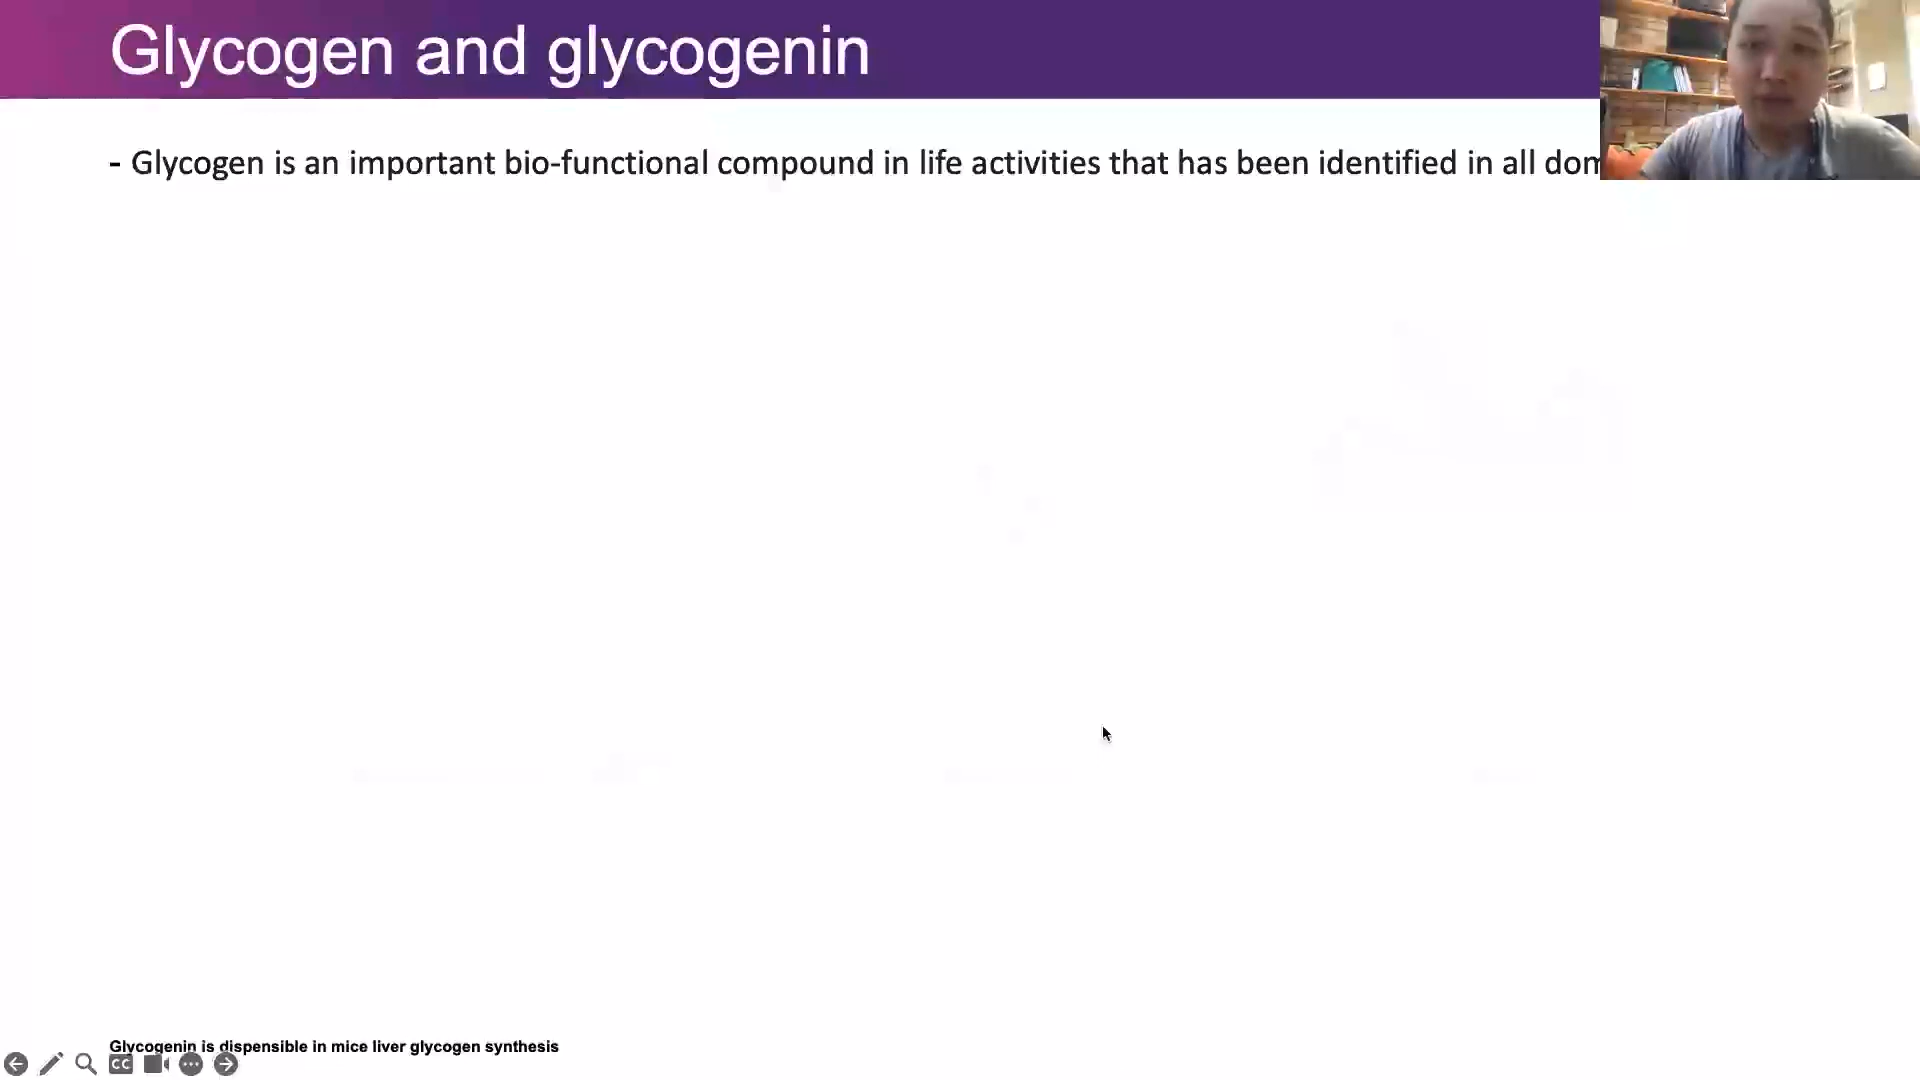 Glycogen and glycogenin
- Glycogen is an important bio-functional compound in life activities that has been identified in all
Glycogenin is dispensible in mice liver glycogen synthesis
CC